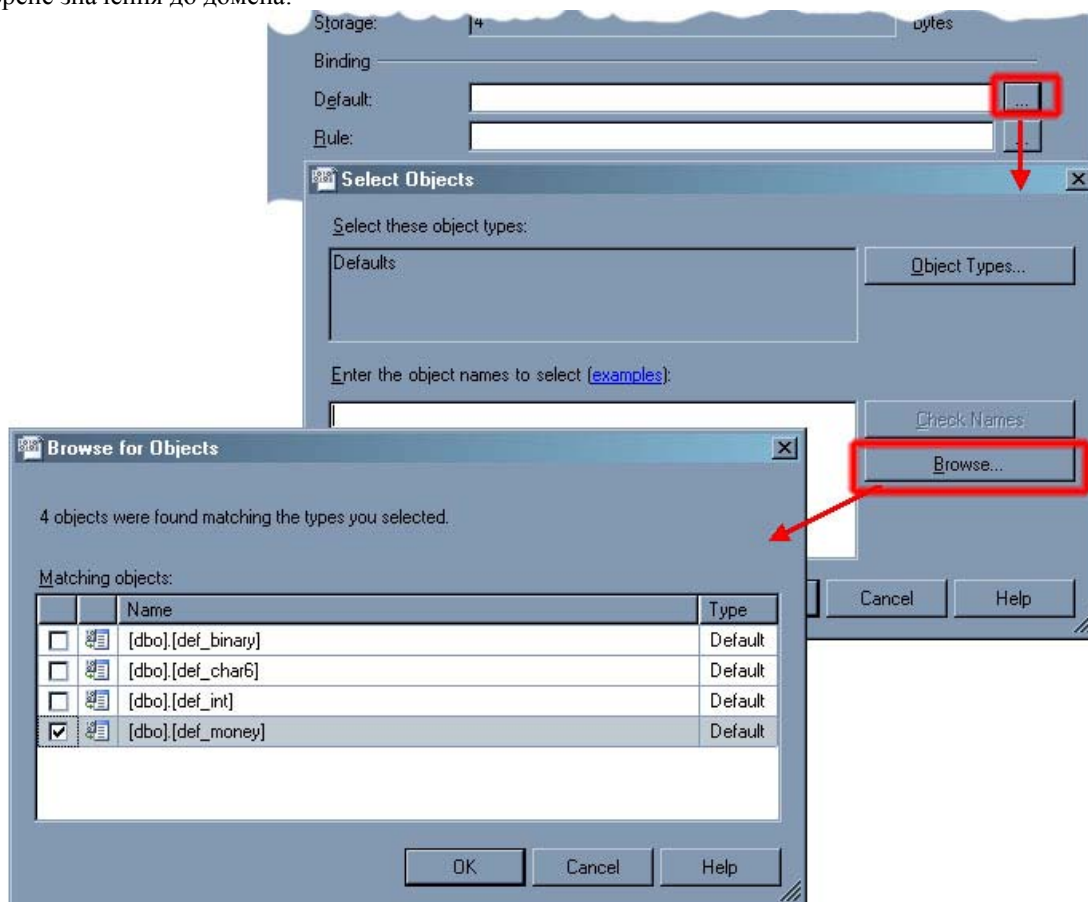 значення до домена.
Storage: 4 bytes
Binding
Default: ...
Rule: ...
Select Objects
Select these object types:
Defaults
Object Types...
Enter the object names to select (examples):
Check Names
Browse...
Cancel Help
Browse for Objects
4 objects were found matching the types you selected.
Matching objects:
Name Type
[dbo].[def_binary] Default
[dbo].[def_char6] Default
[dbo].[def_int] Default
[dbo].[def_money] Default
OK Cancel Help